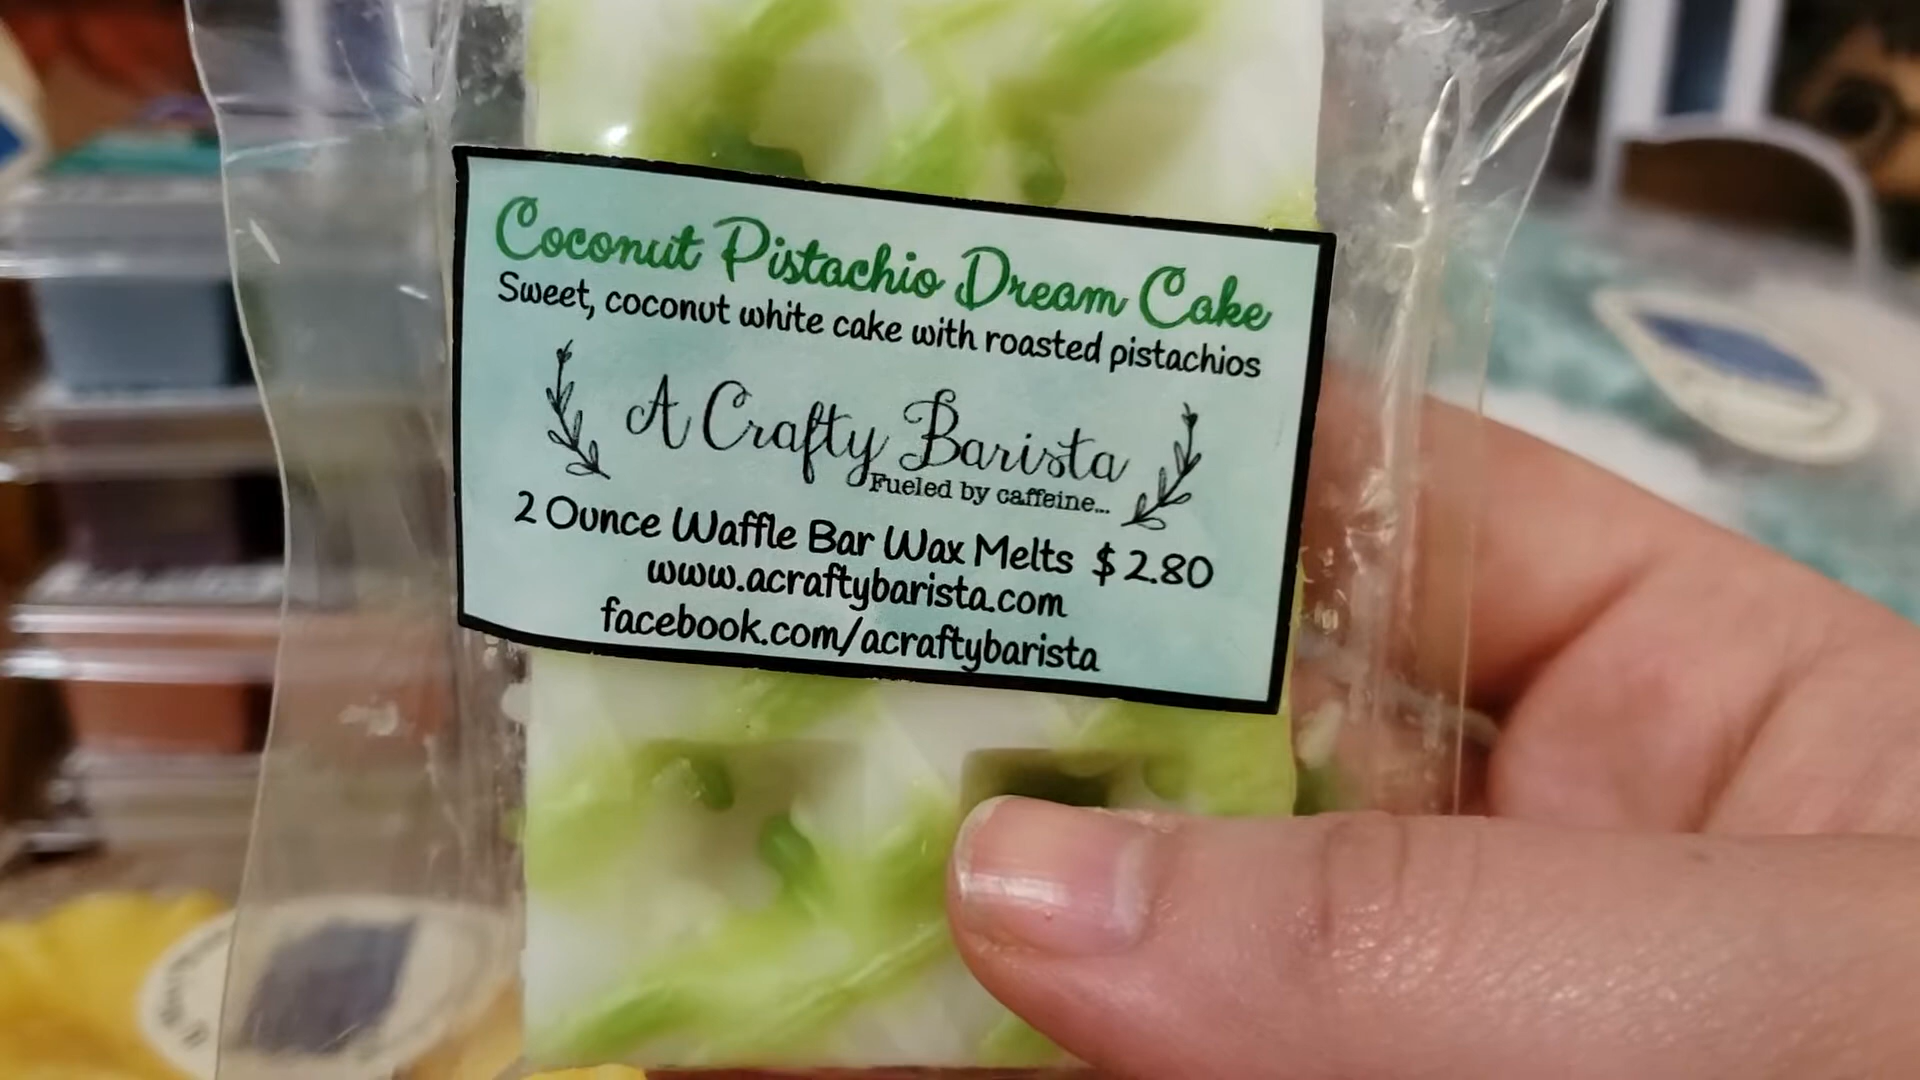 Coconut Pistachio Dream Cake
Sweet, coconut white cake with roasted pistachios
A Crafty Barista
Fueled by caffeine...
2 Ounce Waffle Bar Wax Melts $2.80
www.acraftybarista.com
facebook.com/acraftybarista